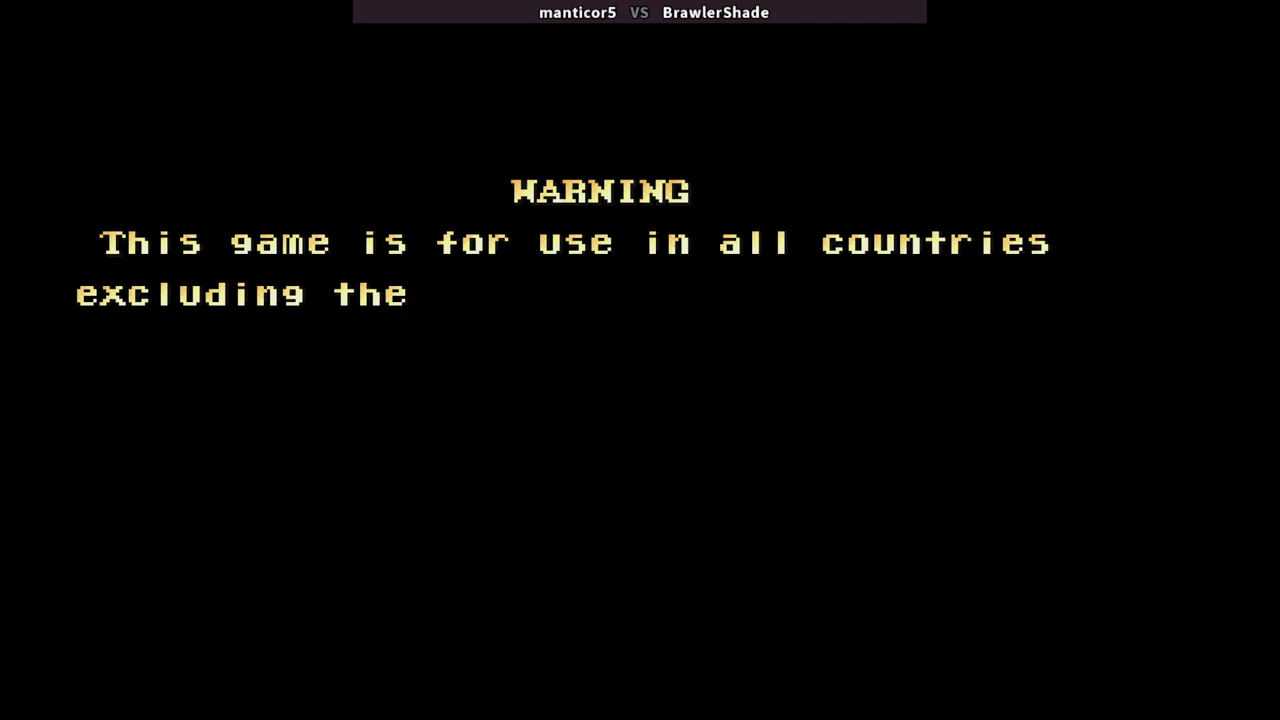 manticor5 VS BrawlerShade
WARNING
This game is for use in all countries
excluding the